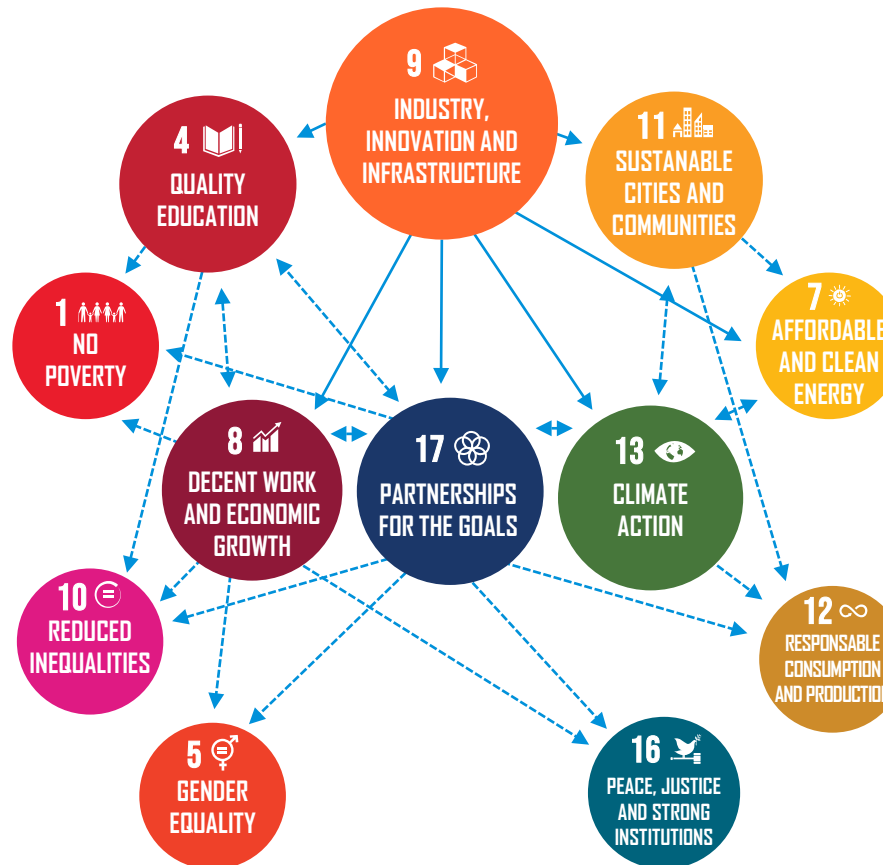 9
INDUSTRY,
INNOVATION AND
INFRASTRUCTURE
4
QUALITY
EDUCATION
11
SUSTANABLE
CITIES AND
COMMUNITIES
1
NO
POVERTY
7
AFFORDABLE
AND CLEAN
ENERGY
8
DECENT WORK
AND ECONOMIC
GROWTH
17
PARTNERSHIPS
FOR THE GOALS
13
CLIMATE
ACTION
10
REDUCED
INEQUALITIES
12
RESPONSABLE
CONSUMPTION
AND PRODUCTION
5
GENDER
EQUALITY
16
PEACE, JUSTICE
AND STRONG
INSTITUTIONS